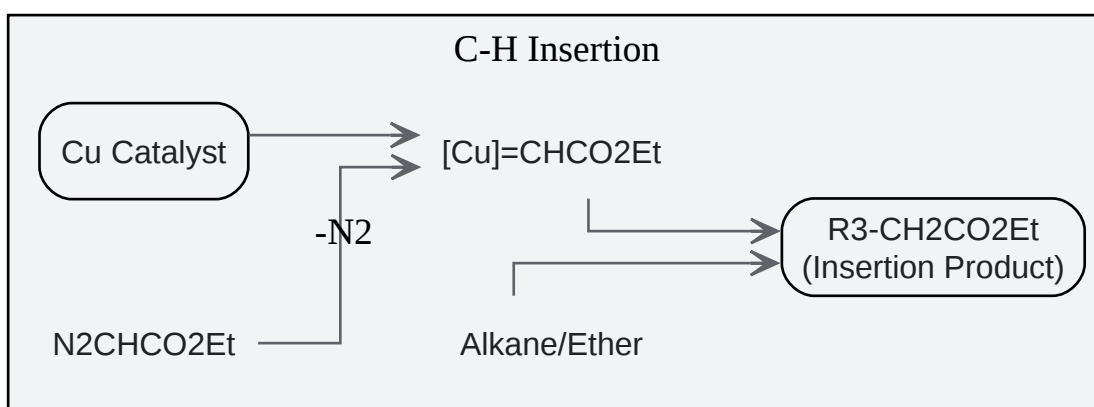 C-H Insertion
Cu Catalyst
[Cu]=CHCO2Et
-N2
R3-CH2CO2Et
(Insertion Product)
N2CHCO2Et
Alkane/Ether